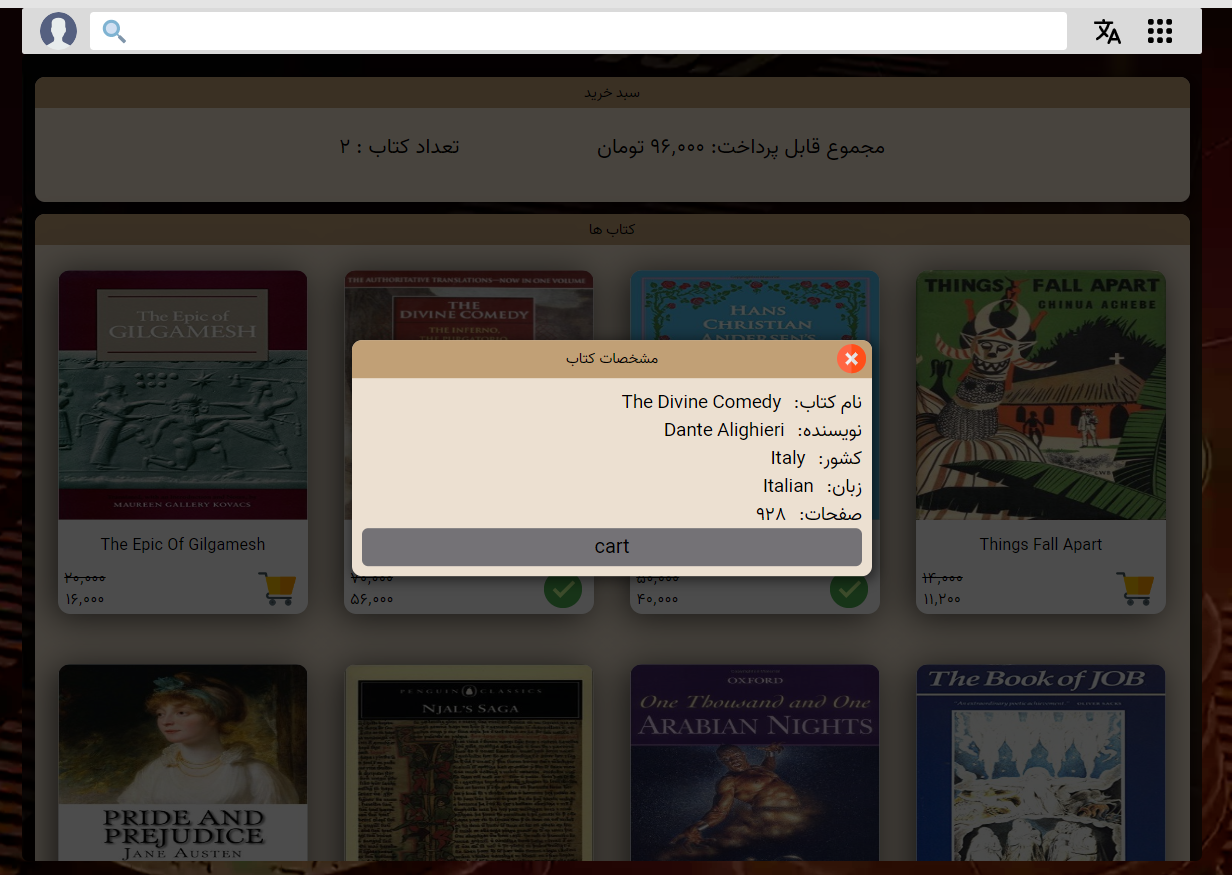 سبد خرید
مجموع قابل پرداخت: ۹۶,۰۰۰ تومان
تعداد کتاب : ۲
کتاب ها
The Epic of
GILGAMESH
MAUREEN GALLERY KOVACS
The Epic Of Gilgamesh
۲۰,۰۰۰
۱۶,۰۰۰
THE AUTHORITATIVE TRANSLATIONS—NOW IN ONE VOLUME
THE
DIVINE COMEDY
THE INFERNO,
۷۰,۰۰۰
۵۶,۰۰۰
HANS
CHRISTIAN
ANDERSEN'S
۵۰,۰۰۰
۴۰,۰۰۰
THINGS FALL APART
CHINUA ACHEBE
Things Fall Apart
۱۴,۰۰۰
۱۱,۲۰۰
مشخصات کتاب
نام کتاب: The Divine Comedy
نویسنده: Dante Alighieri
کشور: Italy
زبان: Italian
صفحات: ۹۲۸
cart
PRIDE AND
PREJUDICE
JANE AUSTEN
PENGUIN CLASSICS
NJAL'S SAGA
OXFORD
One Thousand and One
ARABIAN NIGHTS
The Book of JOB